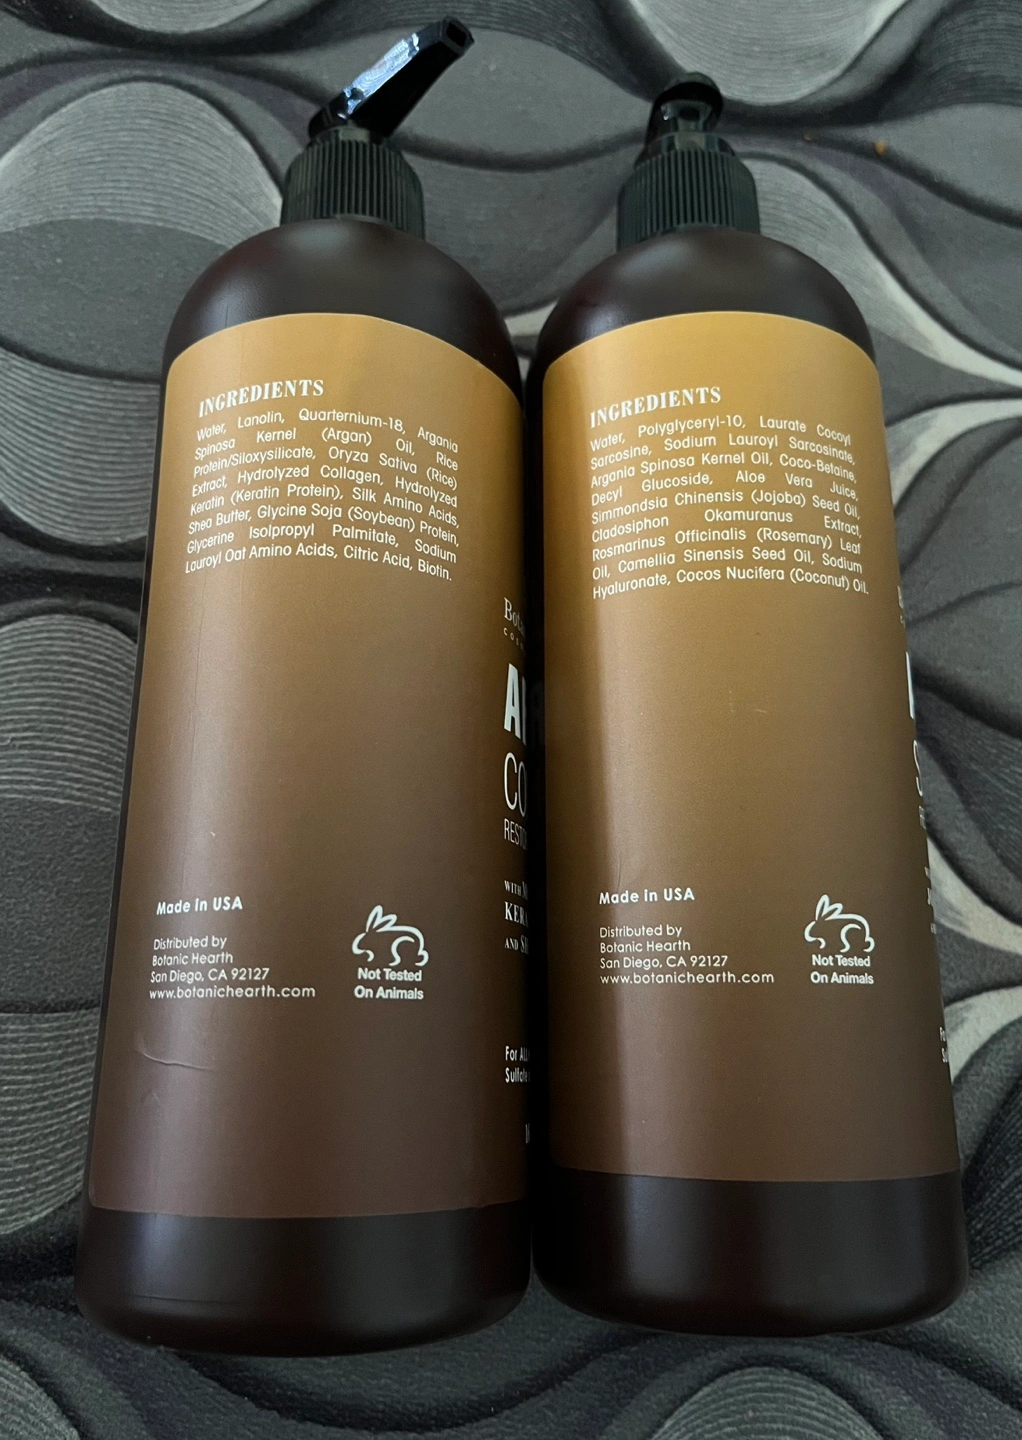 INGREDIENTS
Water, Lanolin, Quarternium-18, Argania
Spinosa Kernel (Argan) Oil, Rice
Protein/Siloxysilicate, Oryza Sativa (Rice)
Extract, Hydrolyzed Collagen, Hydrolyzed
Keratin (Keratin Protein), Silk Amino Acids,
Shea Butter, Glycine Soja (Soybean) Protein,
Glycerine Isolpropyl Palmitate, Sodium
Lauroyl Oat Amino Acids, Citric Acid, Biotin.
Made in USA
Distributed by
Botanic Hearth
San Diego, CA 92127
www.botanichearth.com
Not Tested
On Animals
CO
WITH
AND
For ALL
INGREDIENTS
Water, Polyglyceryl-10, Laurate Cocoyl
Sarcosine, Sodium Lauroyl Sarcosinate,
Argania Spinosa Kernel Oil, Coco-Betaine,
Decyl Glucoside, Aloe Vera Juice,
Simmondsia Chinensis (Jojoba) Seed Oil,
Cladosiphon Okamuranus Extract,
Rosmarinus Officinalis (Rosemary) Leaf
Oil, Camellia Sinensis Seed Oil, Sodium
Hyaluronate, Cocos Nucifera (Coconut) Oil.
Made in USA
Distributed by
Botanic Hearth
San Diego, CA 92127
www.botanichearth.com
Not Tested
On Animals